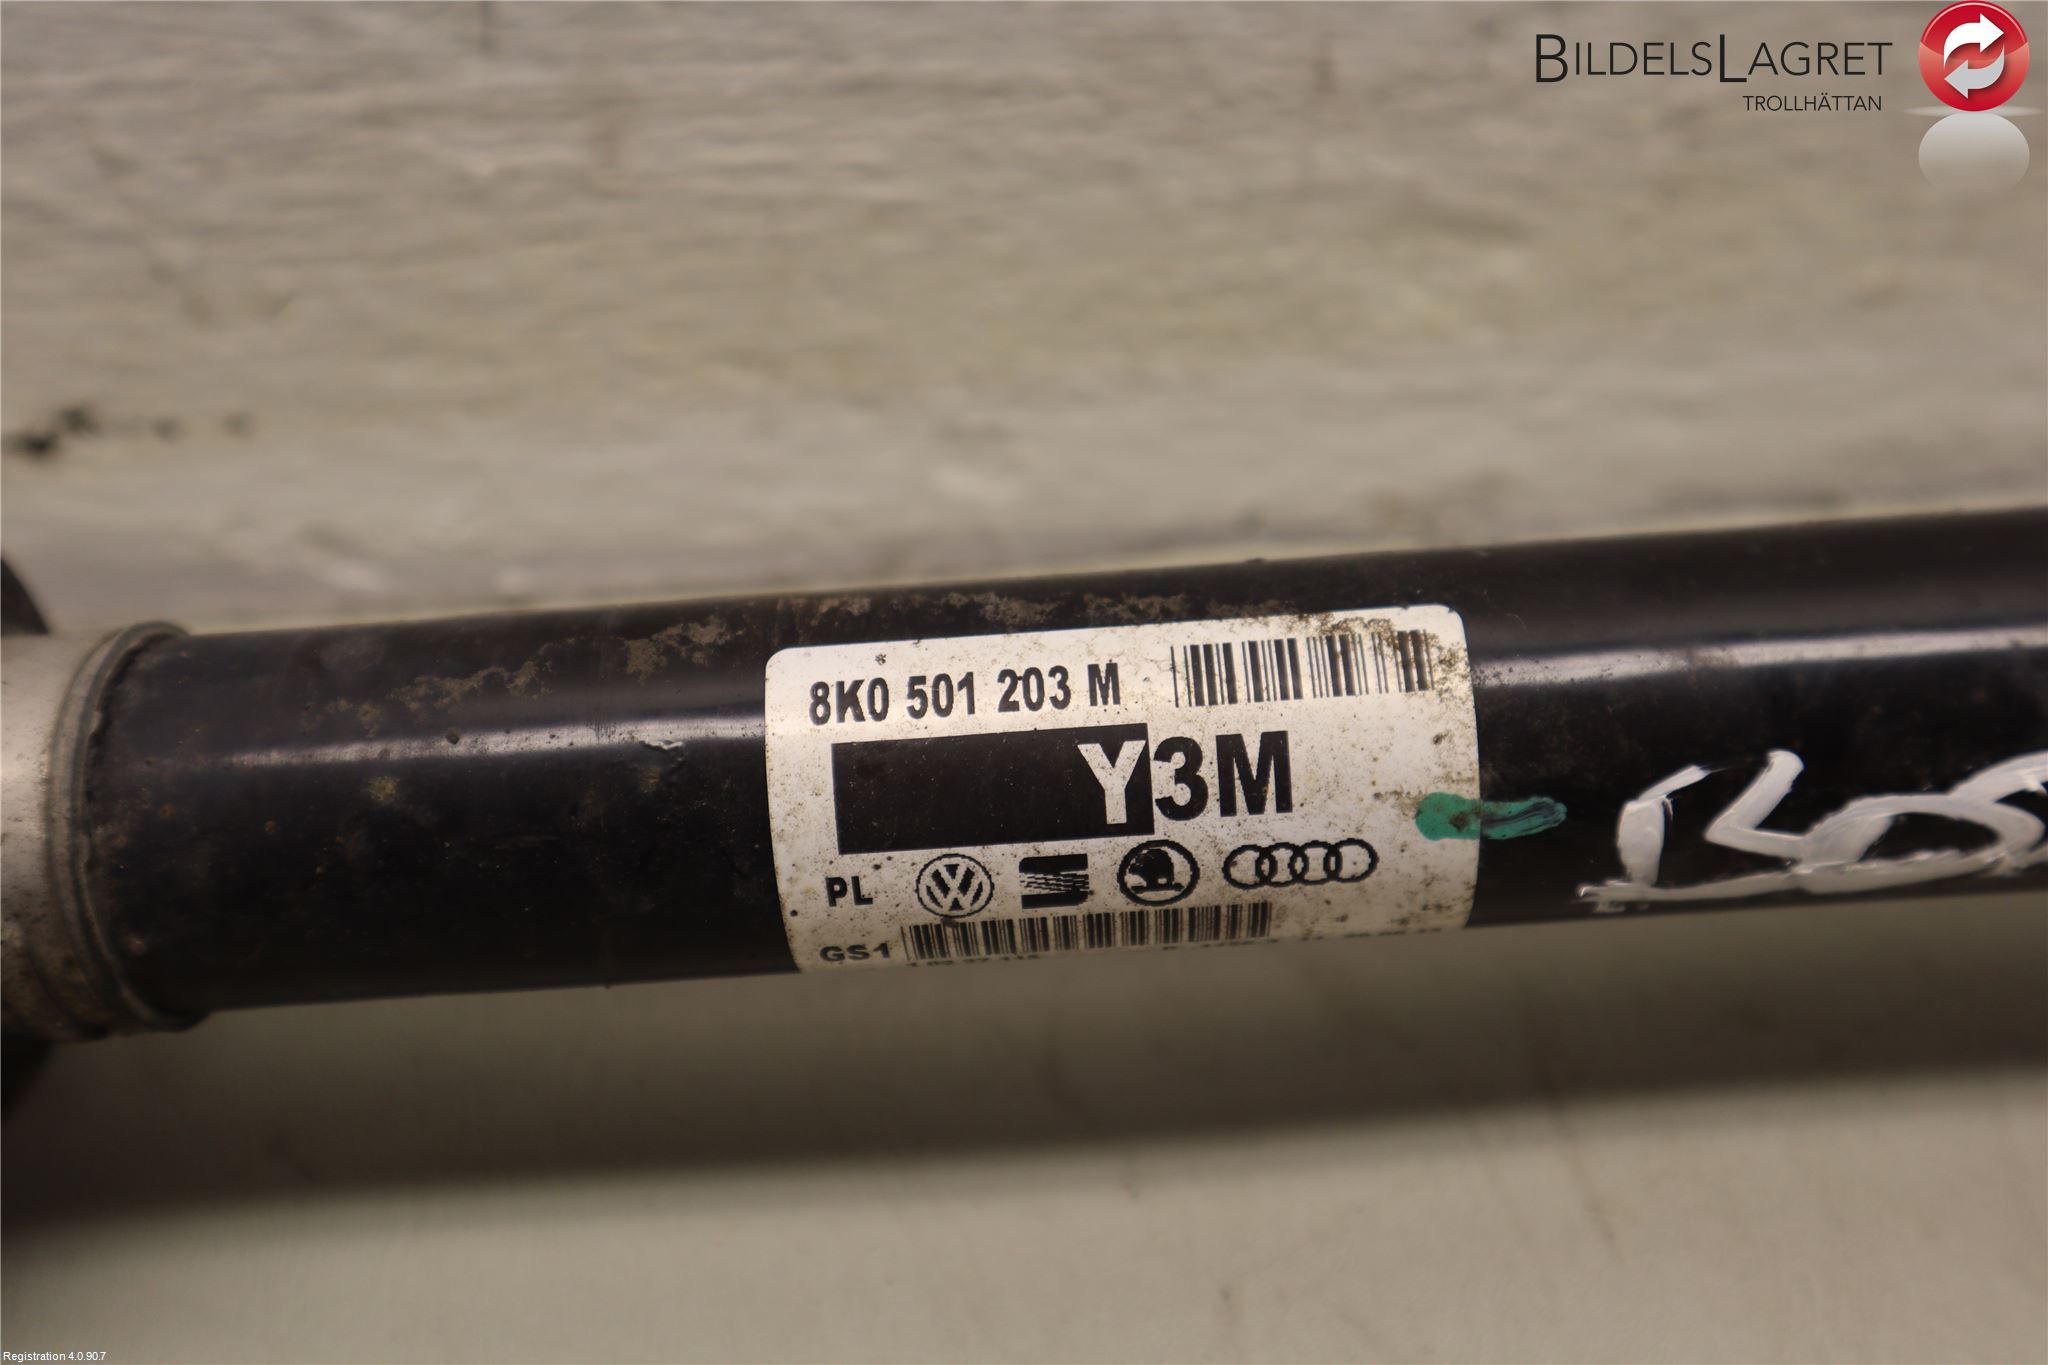 BILDELSLAGRET
TROLLHÄTTAN
8K0 501 203 M
Y3M
PL
GS1
Registration 4.0.90.7